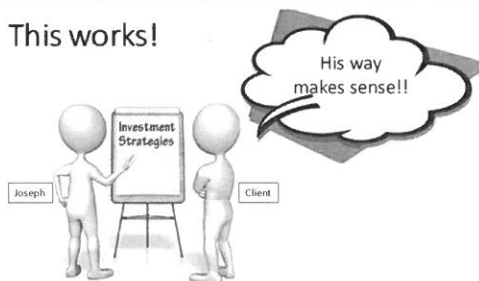 This works!
His way
makes sense!!
Investment
Strategies
Joseph
Client